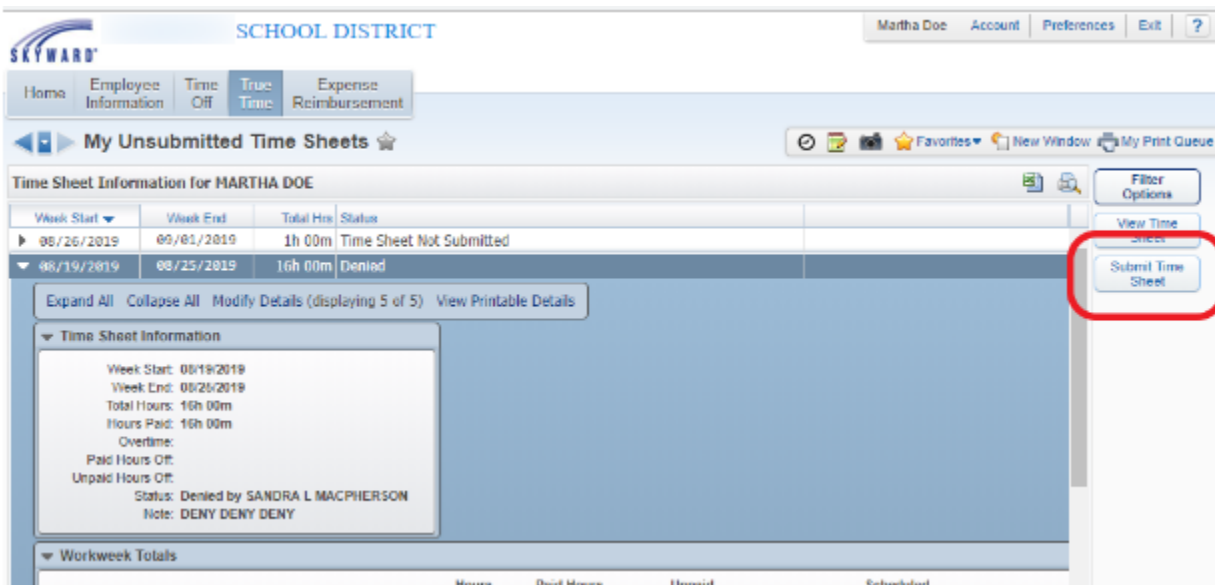 SKYWARD
SCHOOL DISTRICT
Martha Doe Account Preferences Exit ?
Home Employee Information Time Off True Time Expense Reimbursement
My Unsubmitted Time Sheets
Favorites New Window My Print Queue
Time Sheet Information for MARTHA DOE
Filter Options
Week Start Week End Total Hrs Status
View Time Sheet
08/26/2019 09/01/2019 1h 00m Time Sheet Not Submitted
08/19/2019 08/25/2019 16h 00m Denied
Submit Time Sheet
Expand All Collapse All Modify Details (displaying 5 of 5) View Printable Details
Time Sheet Information
Week Start: 08/19/2019
Week End: 08/25/2019
Total Hours: 16h 00m
Hours Paid: 16h 00m
Overtime:
Paid Hours Off:
Unpaid Hours Off:
Status: Denied by SANDRA L MACPHERSON
Note: DENY DENY DENY
Workweek Totals
Hours Paid Hours Unpaid Scheduled